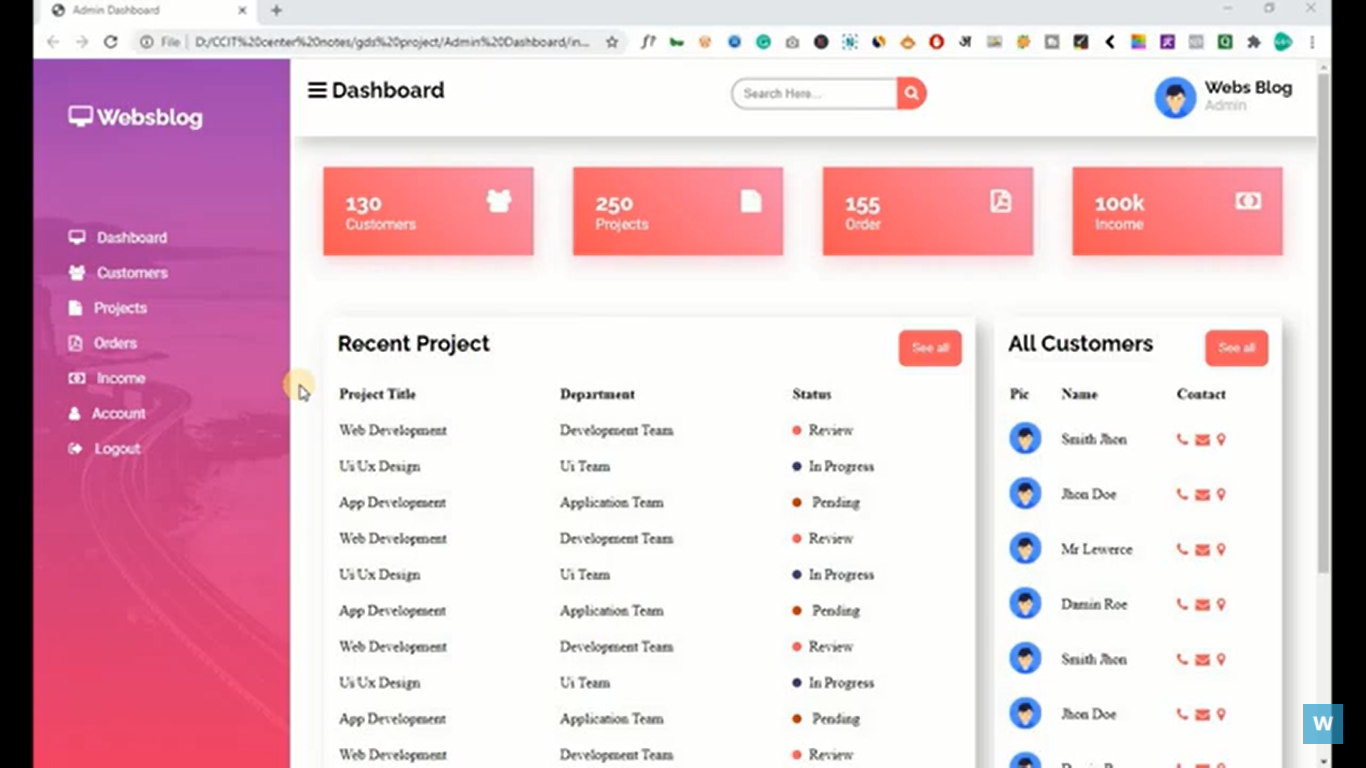 Admin Dashboard
File | D:/CCIT%20center%20notes/gds%20project/Admin%20Dashboard/in...
Websblog
Dashboard
Customers
Projects
Orders
Income
Account
Logout
Dashboard
Search Here...
Webs Blog
Admin
130
Customers
250
Projects
155
Order
100k
Income
Recent Project
See all
Project Title Department Status
Web Development Development Team Review
Ui Ux Design Ui Team In Progress
App Development Application Team Pending
Web Development Development Team Review
Ui Ux Design Ui Team In Progress
App Development Application Team Pending
Web Development Development Team Review
Ui Ux Design Ui Team In Progress
App Development Application Team Pending
Web Development Development Team Review
All Customers
See all
Pic Name Contact
Smith Jhon
Jhon Doe
Mr Lewerce
Damin Roe
Smith Jhon
Jhon Doe
W